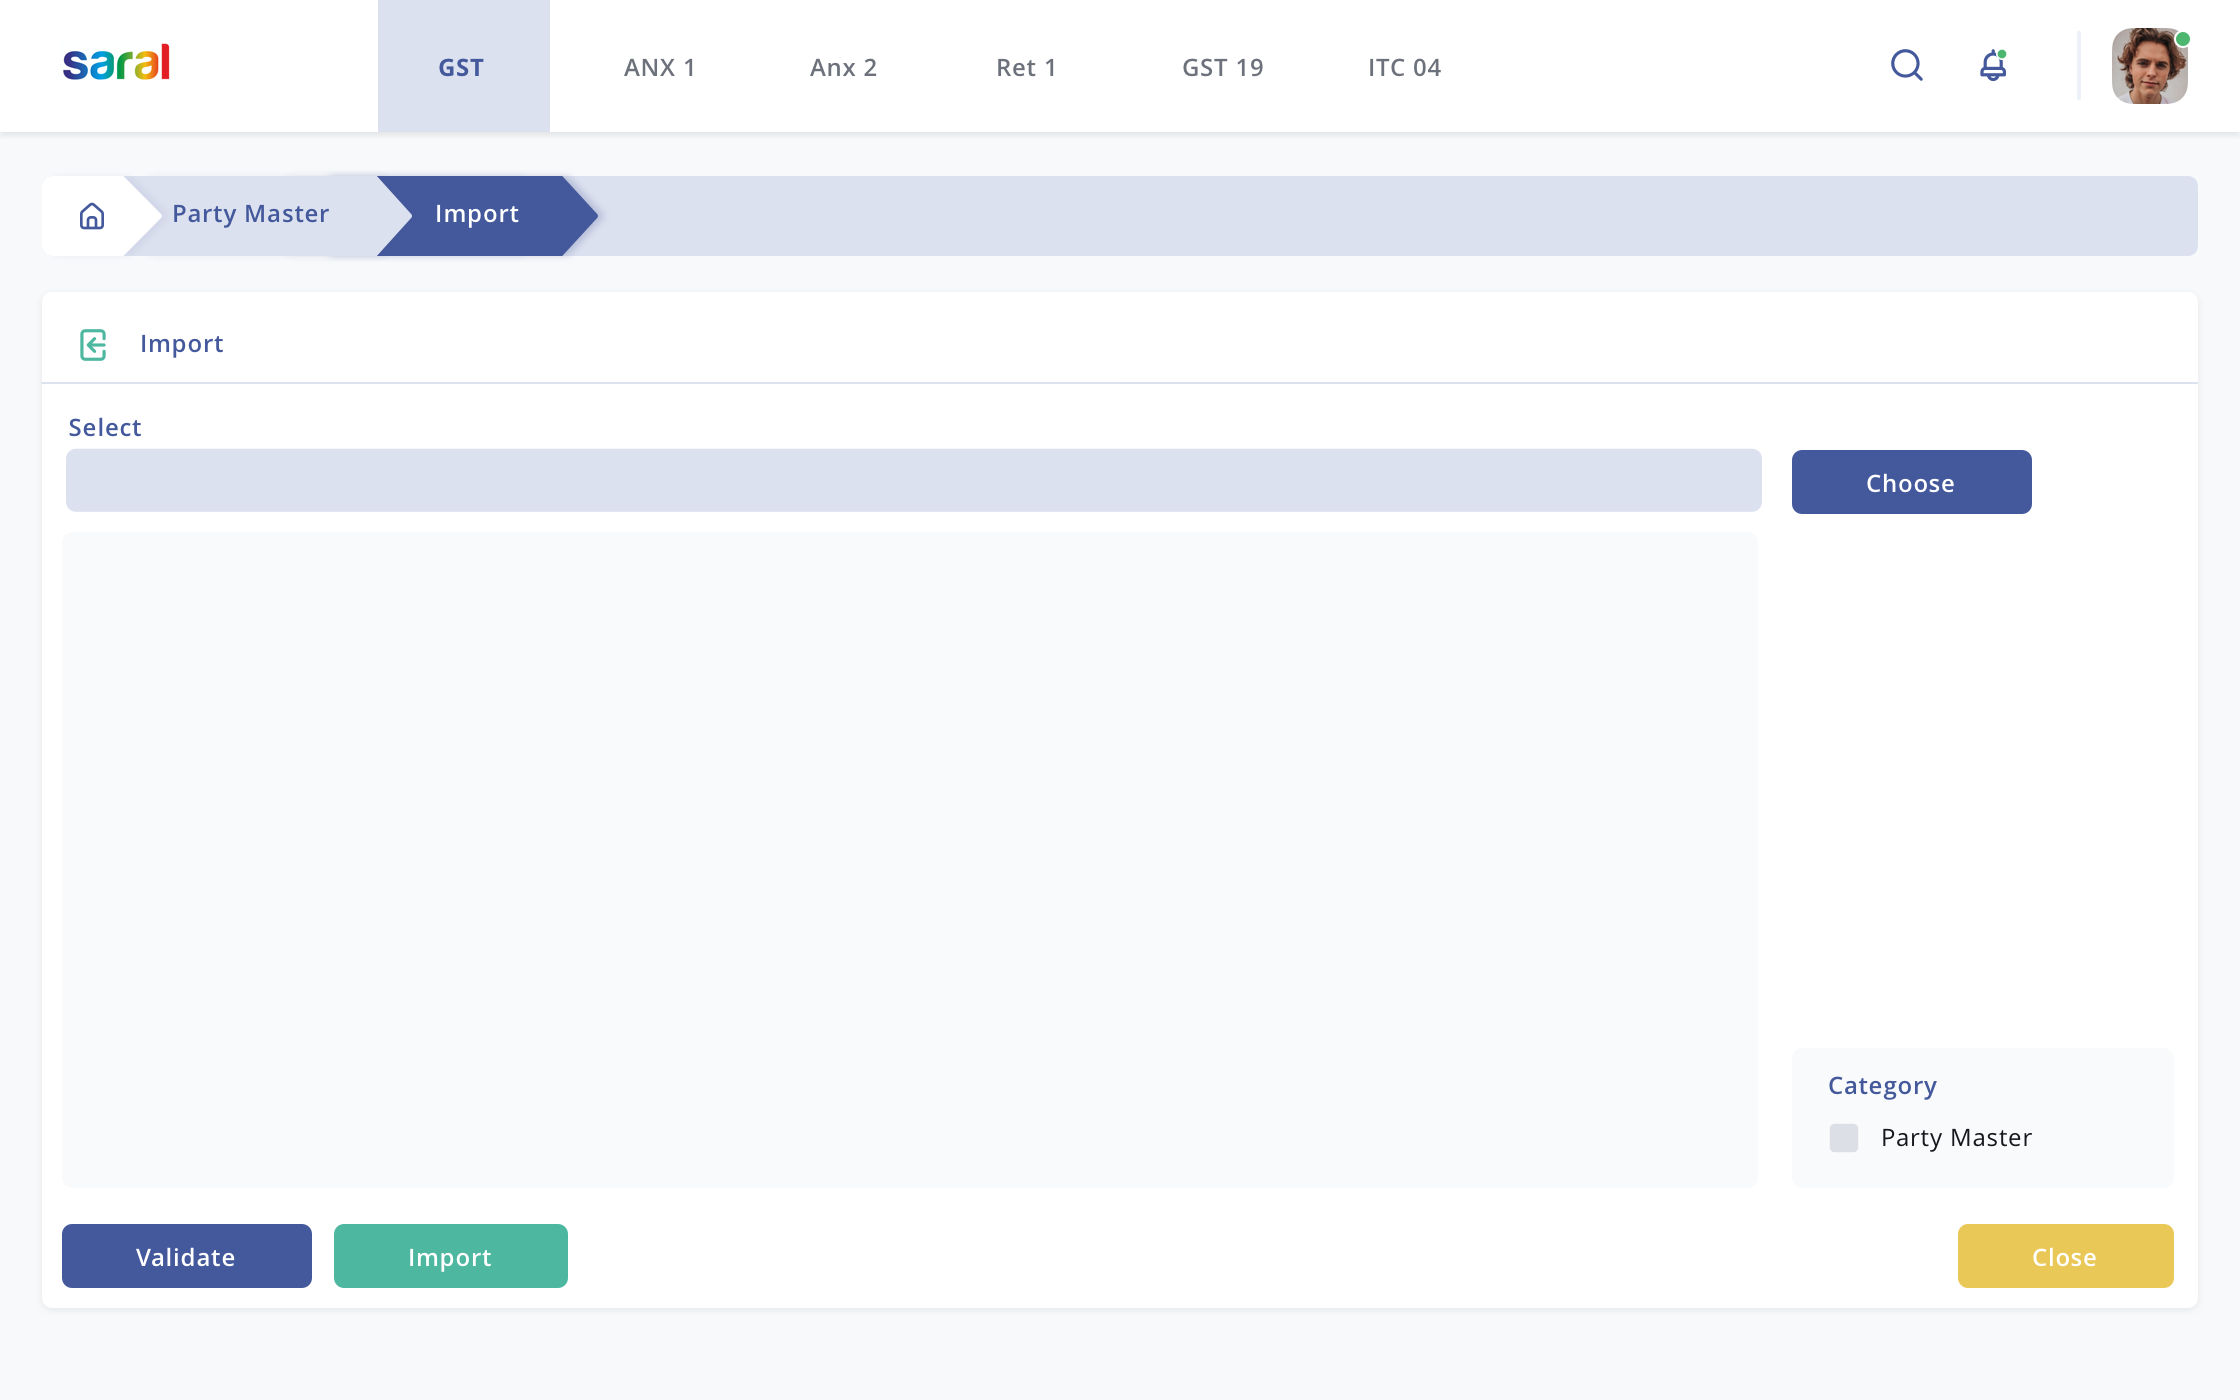 saral
GST
ANX 1
Anx 2
Ret 1
GST 19
ITC 04
Party Master
Import
Import
Select
Choose
Category
Party Master
Validate
Import
Close